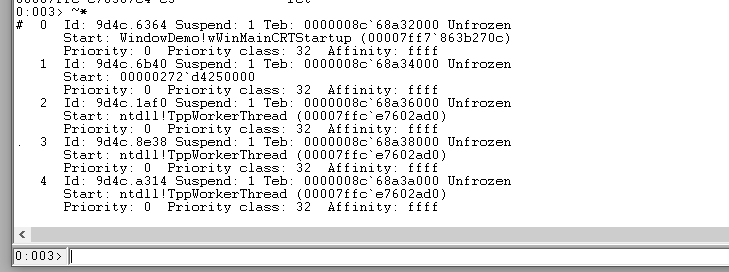 0:003> ~*
#  0  Id: 9d4c.6364 Suspend: 1 Teb: 0000008c`68a32000 Unfrozen
      Start: WindowDemo!wWinMainCRTStartup (00007ff7`863b270c)
      Priority: 0  Priority class: 32  Affinity: ffff
   1  Id: 9d4c.6b40 Suspend: 1 Teb: 0000008c`68a34000 Unfrozen
      Start: 00000272`d4250000
      Priority: 0  Priority class: 32  Affinity: ffff
   2  Id: 9d4c.1af0 Suspend: 1 Teb: 0000008c`68a36000 Unfrozen
      Start: ntdll!TppWorkerThread (00007ffc`e7602ad0)
      Priority: 0  Priority class: 32  Affinity: ffff
.  3  Id: 9d4c.8e38 Suspend: 1 Teb: 0000008c`68a38000 Unfrozen
      Start: ntdll!TppWorkerThread (00007ffc`e7602ad0)
      Priority: 0  Priority class: 32  Affinity: ffff
   4  Id: 9d4c.a314 Suspend: 1 Teb: 0000008c`68a3a000 Unfrozen
      Start: ntdll!TppWorkerThread (00007ffc`e7602ad0)
      Priority: 0  Priority class: 32  Affinity: ffff
0:003>